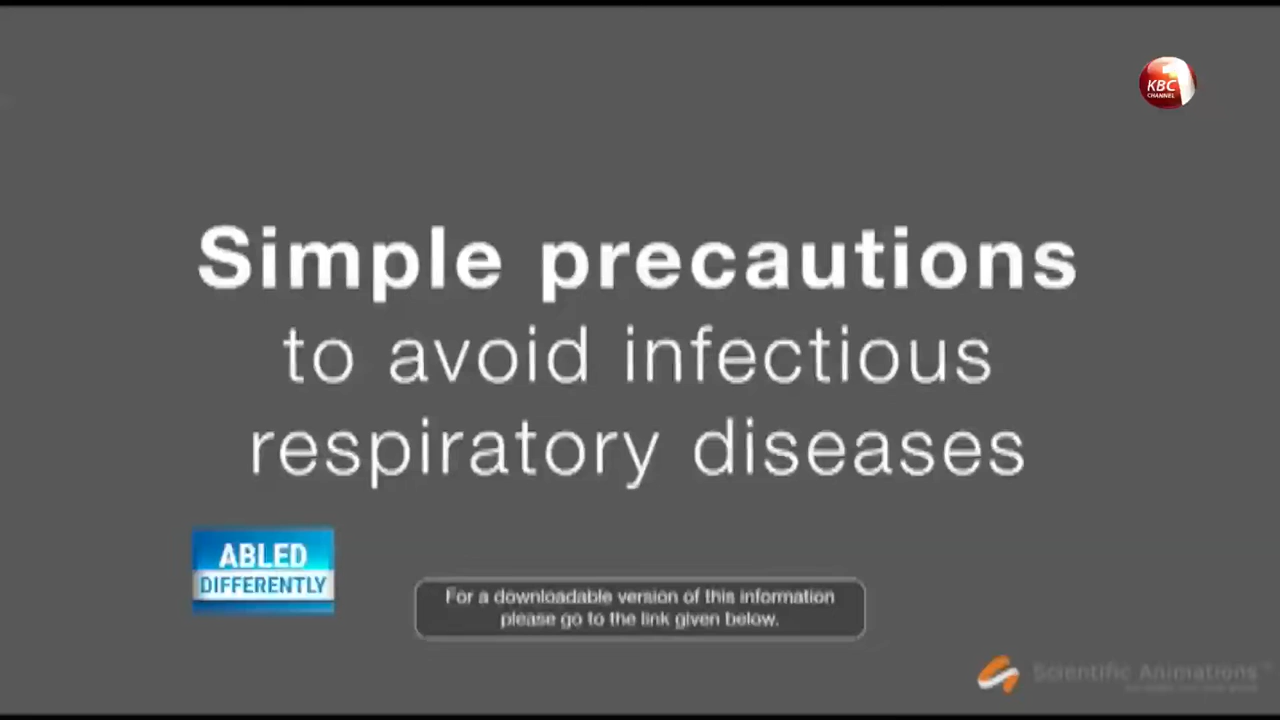 1
KBC
CHANNEL
Simple precautions
to avoid infectious
respiratory diseases
ABLED
DIFFERENTLY
For a downloadable version of this information
please go to the link given below.
Scientific Animations